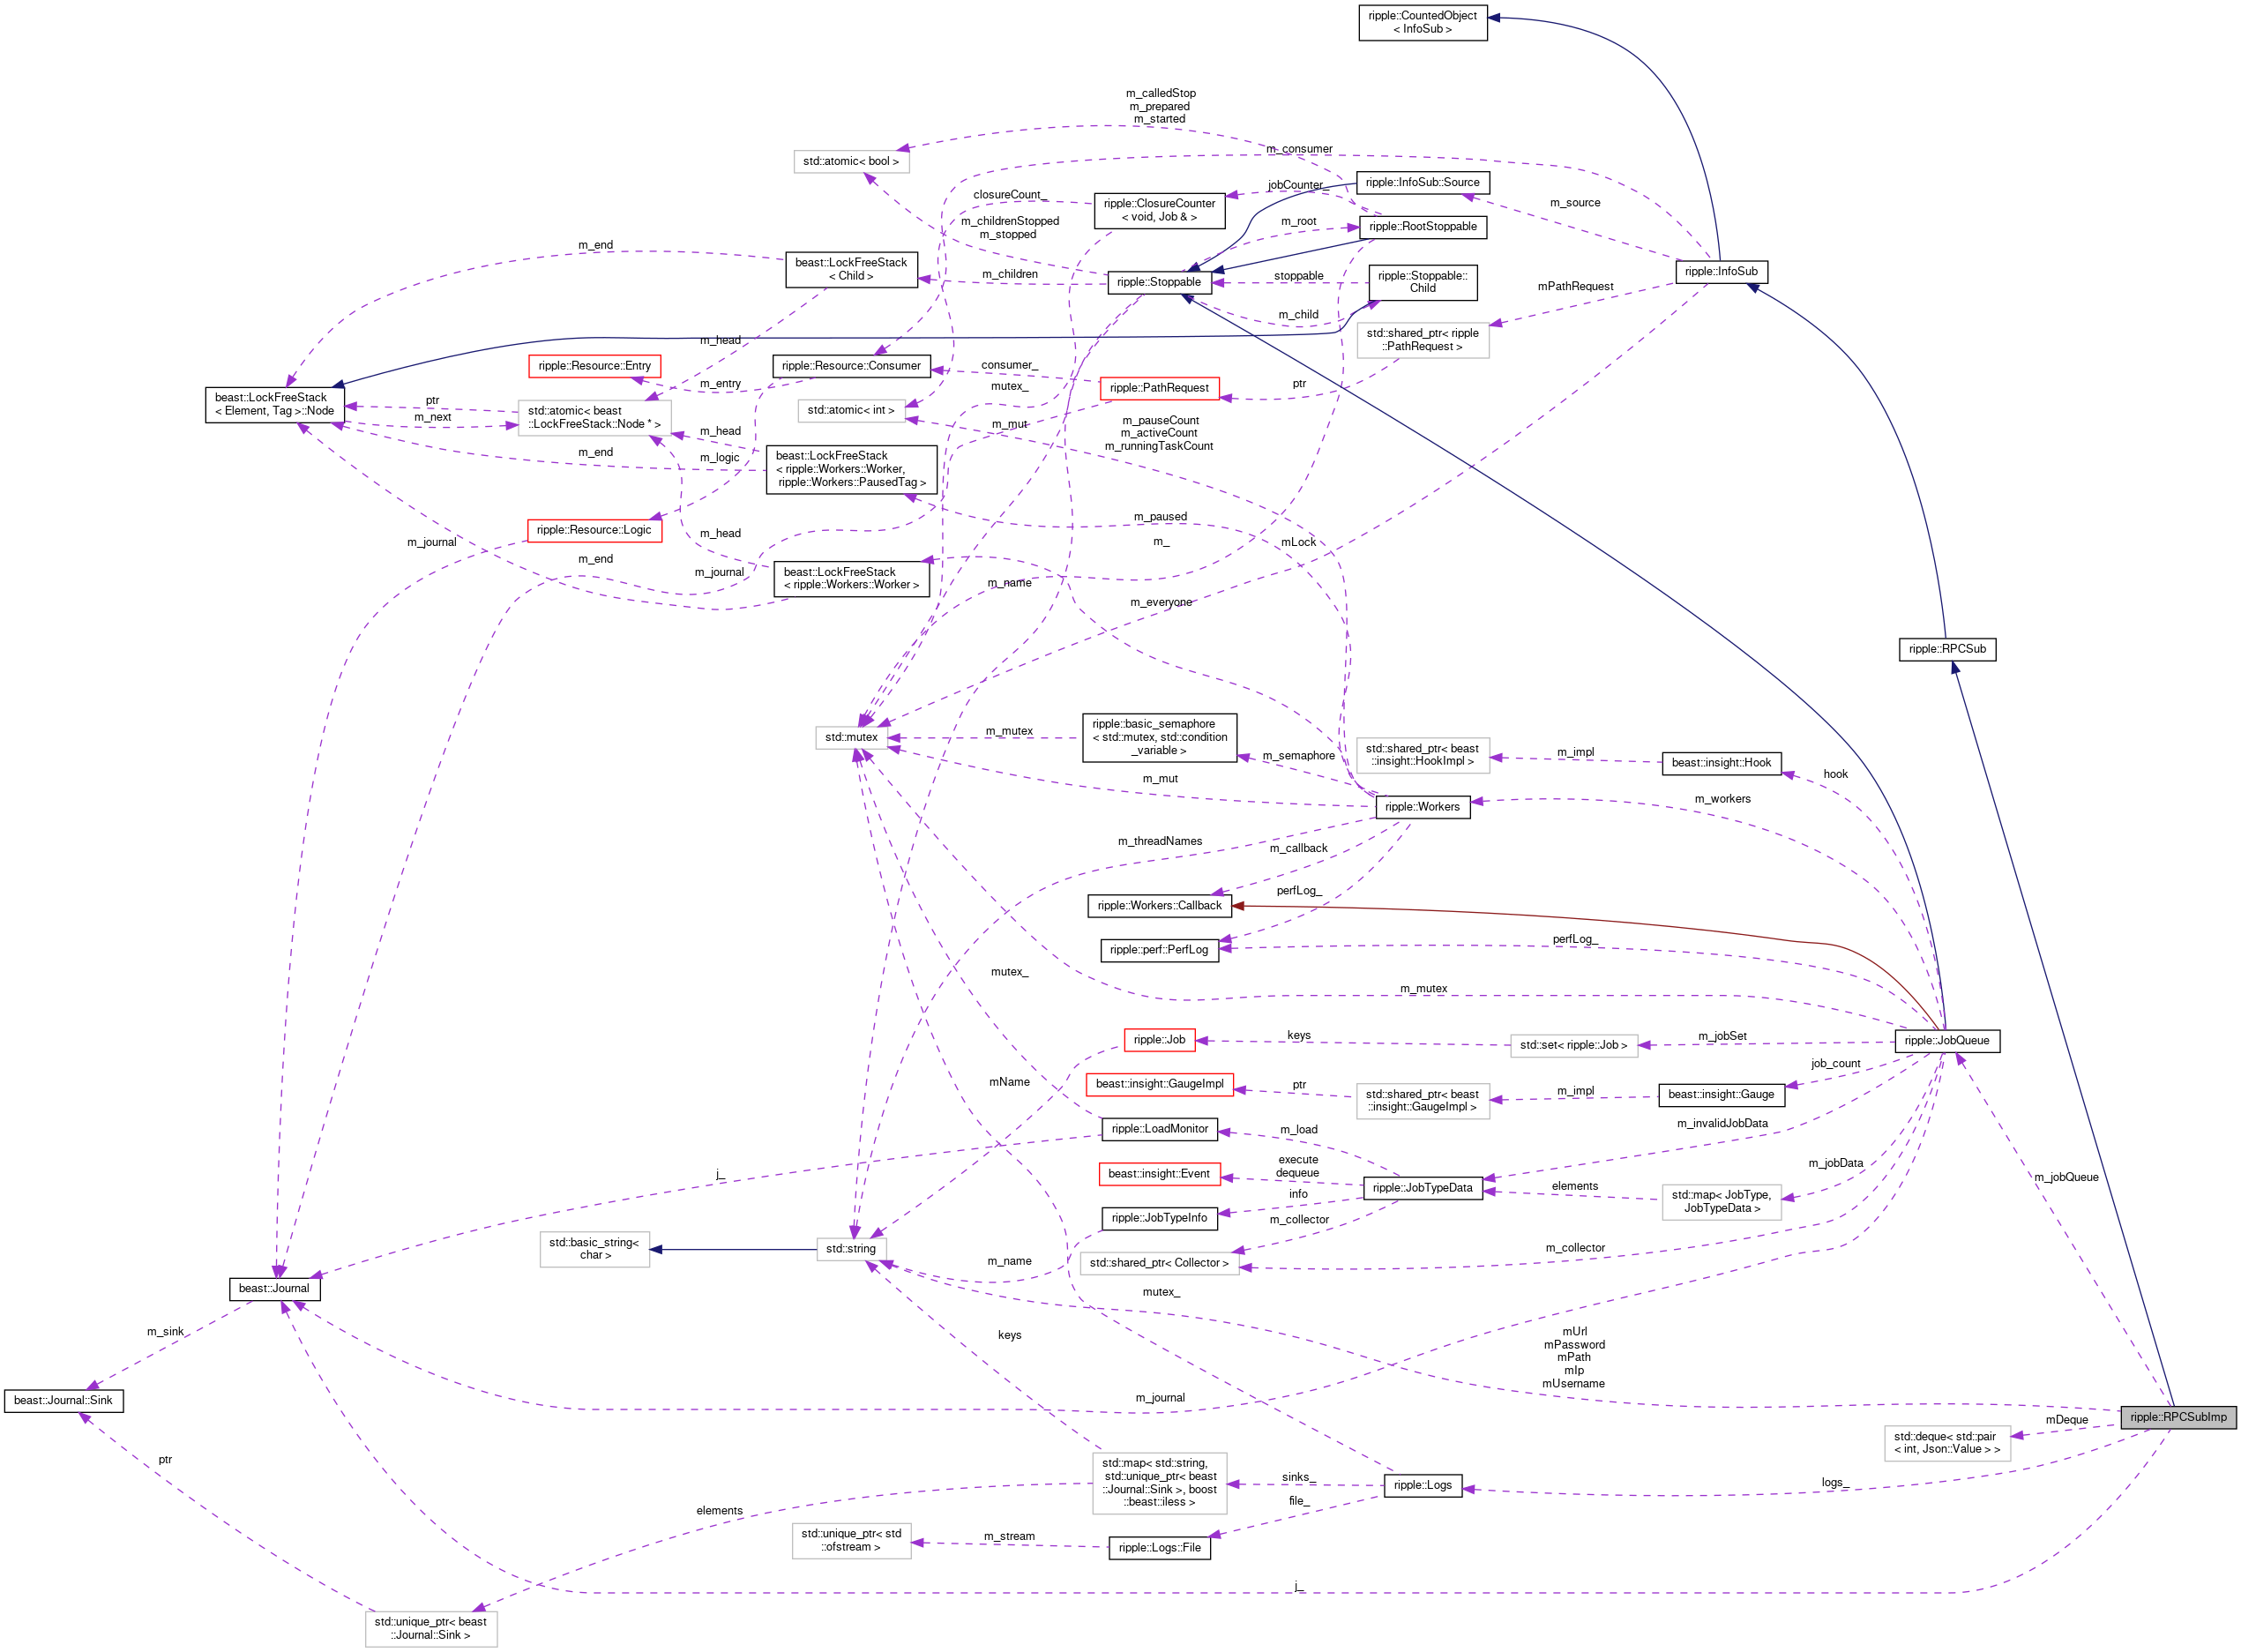 ripple::CountedObject
< InfoSub >
m_calledStop
m_prepared
m_started
m_consumer
std::atomic< bool >
ripple::InfoSub::Source
jobCounter_
closureCount_
ripple::ClosureCounter
< void, Job & >
m_source
m_childrenStopped
m_stopped
m_root
ripple::RootStoppable
m_end
beast::LockFreeStack
< Child >
m_children
ripple::Stoppable
stoppable
ripple::Stoppable::
Child
ripple::InfoSub
mPathRequest
m_child
std::shared_ptr< ripple
::PathRequest >
m_head
ripple::Resource::Entry
m_entry
ripple::Resource::Consumer
consumer_
mutex_
ripple::PathRequest
ptr
beast::LockFreeStack
< Element, Tag >::Node
ptr
m_next
std::atomic< beast
::LockFreeStack::Node * >
std::atomic< int >
m_mut
m_pauseCount
m_activeCount
m_runningTaskCount
m_head
m_end
m_logic
beast::LockFreeStack
< ripple::Workers::Worker,
ripple::Workers::PausedTag >
m_paused
ripple::Resource::Logic
m_head
m_journal
m_end
m_journal
m_
mLock
beast::LockFreeStack
< ripple::Workers::Worker >
m_name
m_everyone
ripple::RPCSub
std::mutex
m_mutex
ripple::basic_semaphore
< std::mutex, std::condition
_variable >
m_semaphore
std::shared_ptr< beast
::insight::HookImpl >
m_impl
beast::insight::Hook
hook
m_mut
ripple::Workers
m_workers
m_threadNames
m_callback
perfLog_
ripple::Workers::Callback
ripple::perf::PerfLog
perfLog_
mutex_
m_mutex
ripple::Job
keys
std::set< ripple::Job >
m_jobSet
ripple::JobQueue
mName
beast::insight::GaugeImpl
ptr
std::shared_ptr< beast
::insight::GaugeImpl >
m_impl
beast::insight::Gauge
job_count
ripple::LoadMonitor
m_load
m_invalidJobData
j_
beast::insight::Event
execute
dequeue
ripple::JobTypeData
elements
std::map< JobType,
JobTypeData >
m_jobData
m_jobQueue
ripple::JobTypeInfo
info
m_collector
std::basic_string<
char >
std::string
m_name
std::shared_ptr< Collector >
m_collector
beast::Journal
mutex_
m_sink
keys
mUrl
mPassword
mPath
mIp
mUsername
beast::Journal::Sink
m_journal
ripple::RPCSubImp
mDeque
std::deque< std::pair
< int, Json::Value > >
ptr
elements
std::map< std::string,
std::unique_ptr< beast
::Journal::Sink >, boost
::beast::iless >
sinks_
ripple::Logs
logs_
file_
std::unique_ptr< std
::ofstream >
m_stream
ripple::Logs::File
j_
std::unique_ptr< beast
::Journal::Sink >